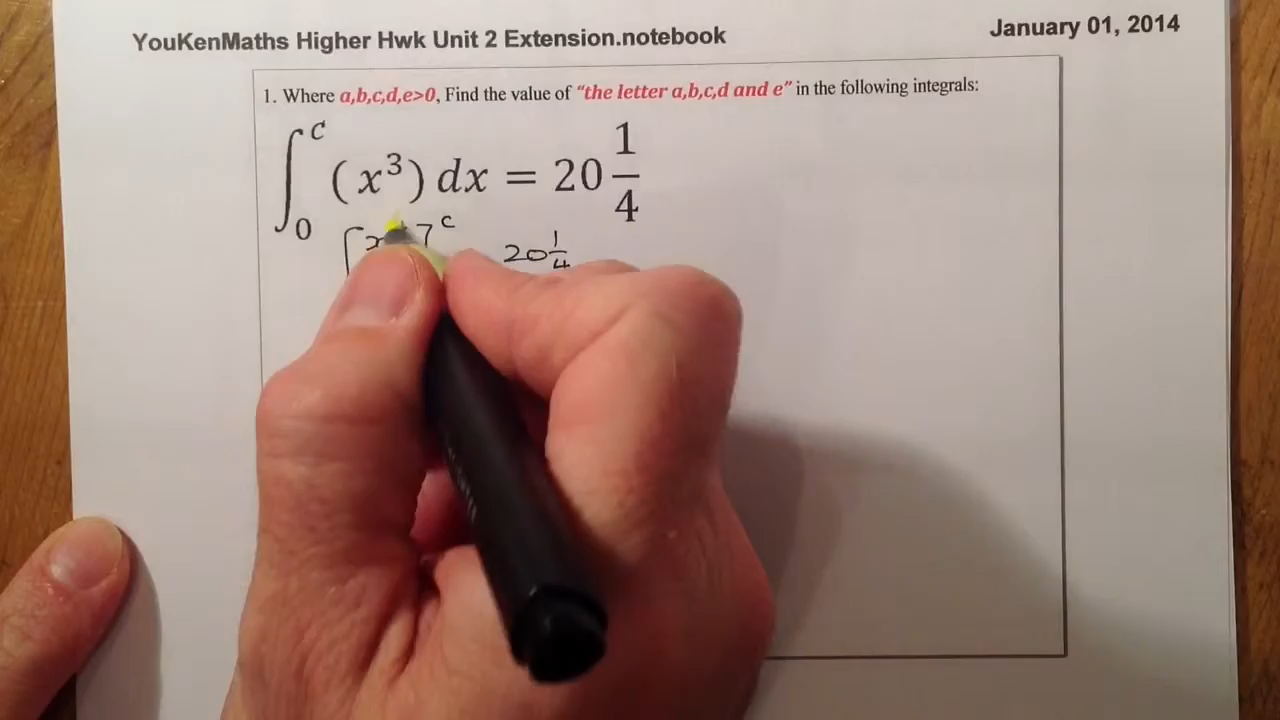 YouKenMaths Higher Hwk Unit 2 Extension.notebook
January 01, 2014
1. Where a,b,c,d,e>0, Find the value of “the letter a,b,c,d and e” in the following integrals:
∫₀ᶜ (x³) dx = 20 1/4
[x ]ᶜ 20 1/4